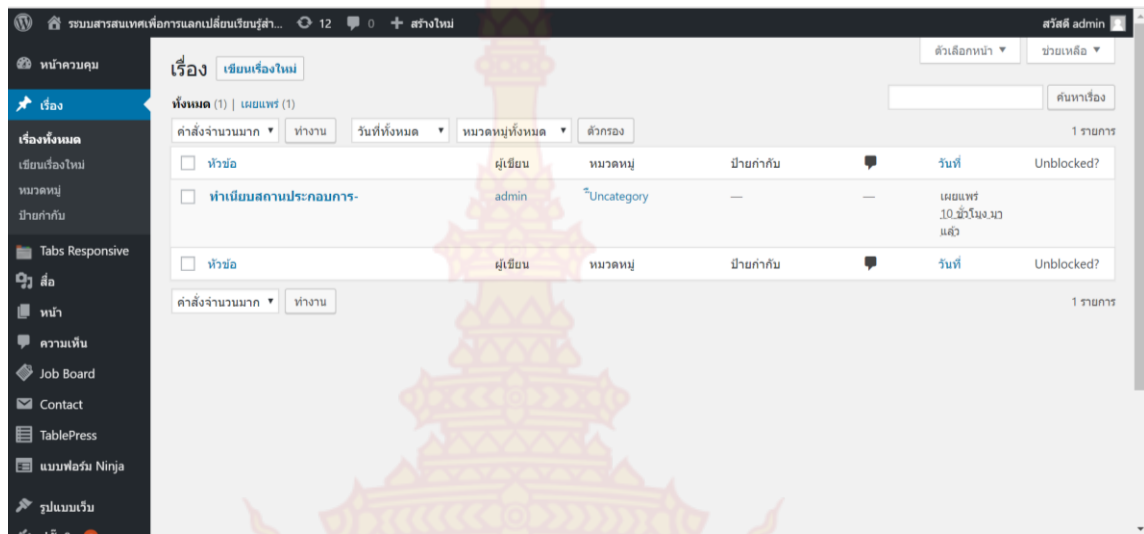 ระบบสารสนเทศเพื่อการแลกเปลี่ยนเรียนรู้สำ... 12 0 + สร้างใหม่ สวัสดี admin
ตัวเลือกหน้า ▼ ช่วยเหลือ ▼
หน้าควบคุม
เรื่อง
เรื่องทั้งหมด
เขียนเรื่องใหม่
หมวดหมู่
ป้ายกำกับ
Tabs Responsive
สื่อ
หน้า
ความเห็น
Job Board
Contact
TablePress
แบบฟอร์ม Ninja
รูปแบบเว็บ
เรื่อง เขียนเรื่องใหม่
ทั้งหมด (1) | เผยแพร่ (1) ค้นหาเรื่อง
คำสั่งจำนวนมาก ▼ ทำงาน วันที่ทั้งหมด ▼ หมวดหมู่ทั้งหมด ▼ ตัวกรอง 1 รายการ
หัวข้อ ผู้เขียน หมวดหมู่ ป้ายกำกับ วันที่ Unblocked?
ทำเนียบสถานประกอบการ- admin ีUncategory — — เผยแพร่
10 ชั่วโมง มา
แล้ว
หัวข้อ ผู้เขียน หมวดหมู่ ป้ายกำกับ วันที่ Unblocked?
คำสั่งจำนวนมาก ▼ ทำงาน 1 รายการ